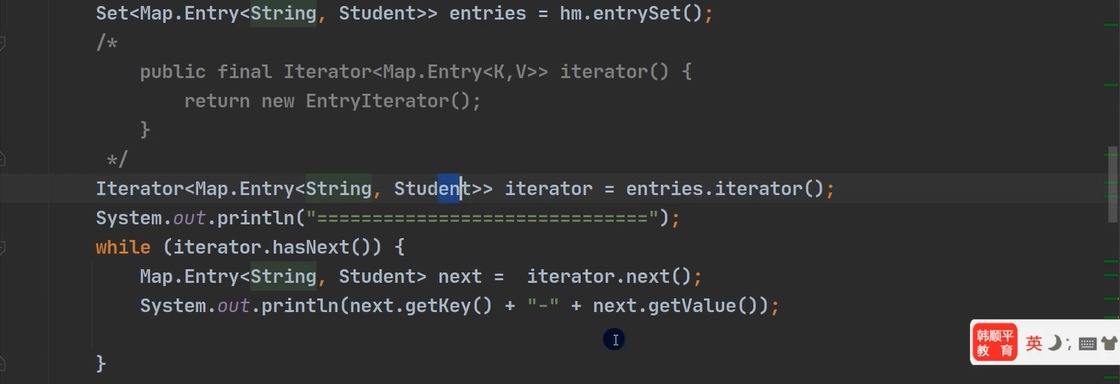 Set<Map.Entry<String, Student>> entries = hm.entrySet();
/*
public final Iterator<Map.Entry<K,V>> iterator() {
return new EntryIterator();
}
*/
Iterator<Map.Entry<String, Student>> iterator = entries.iterator();
System.out.println("==============================");
while (iterator.hasNext()) {
Map.Entry<String, Student> next =  iterator.next();
System.out.println(next.getKey() + "-" + next.getValue());
}
韩顺平
教 育
英